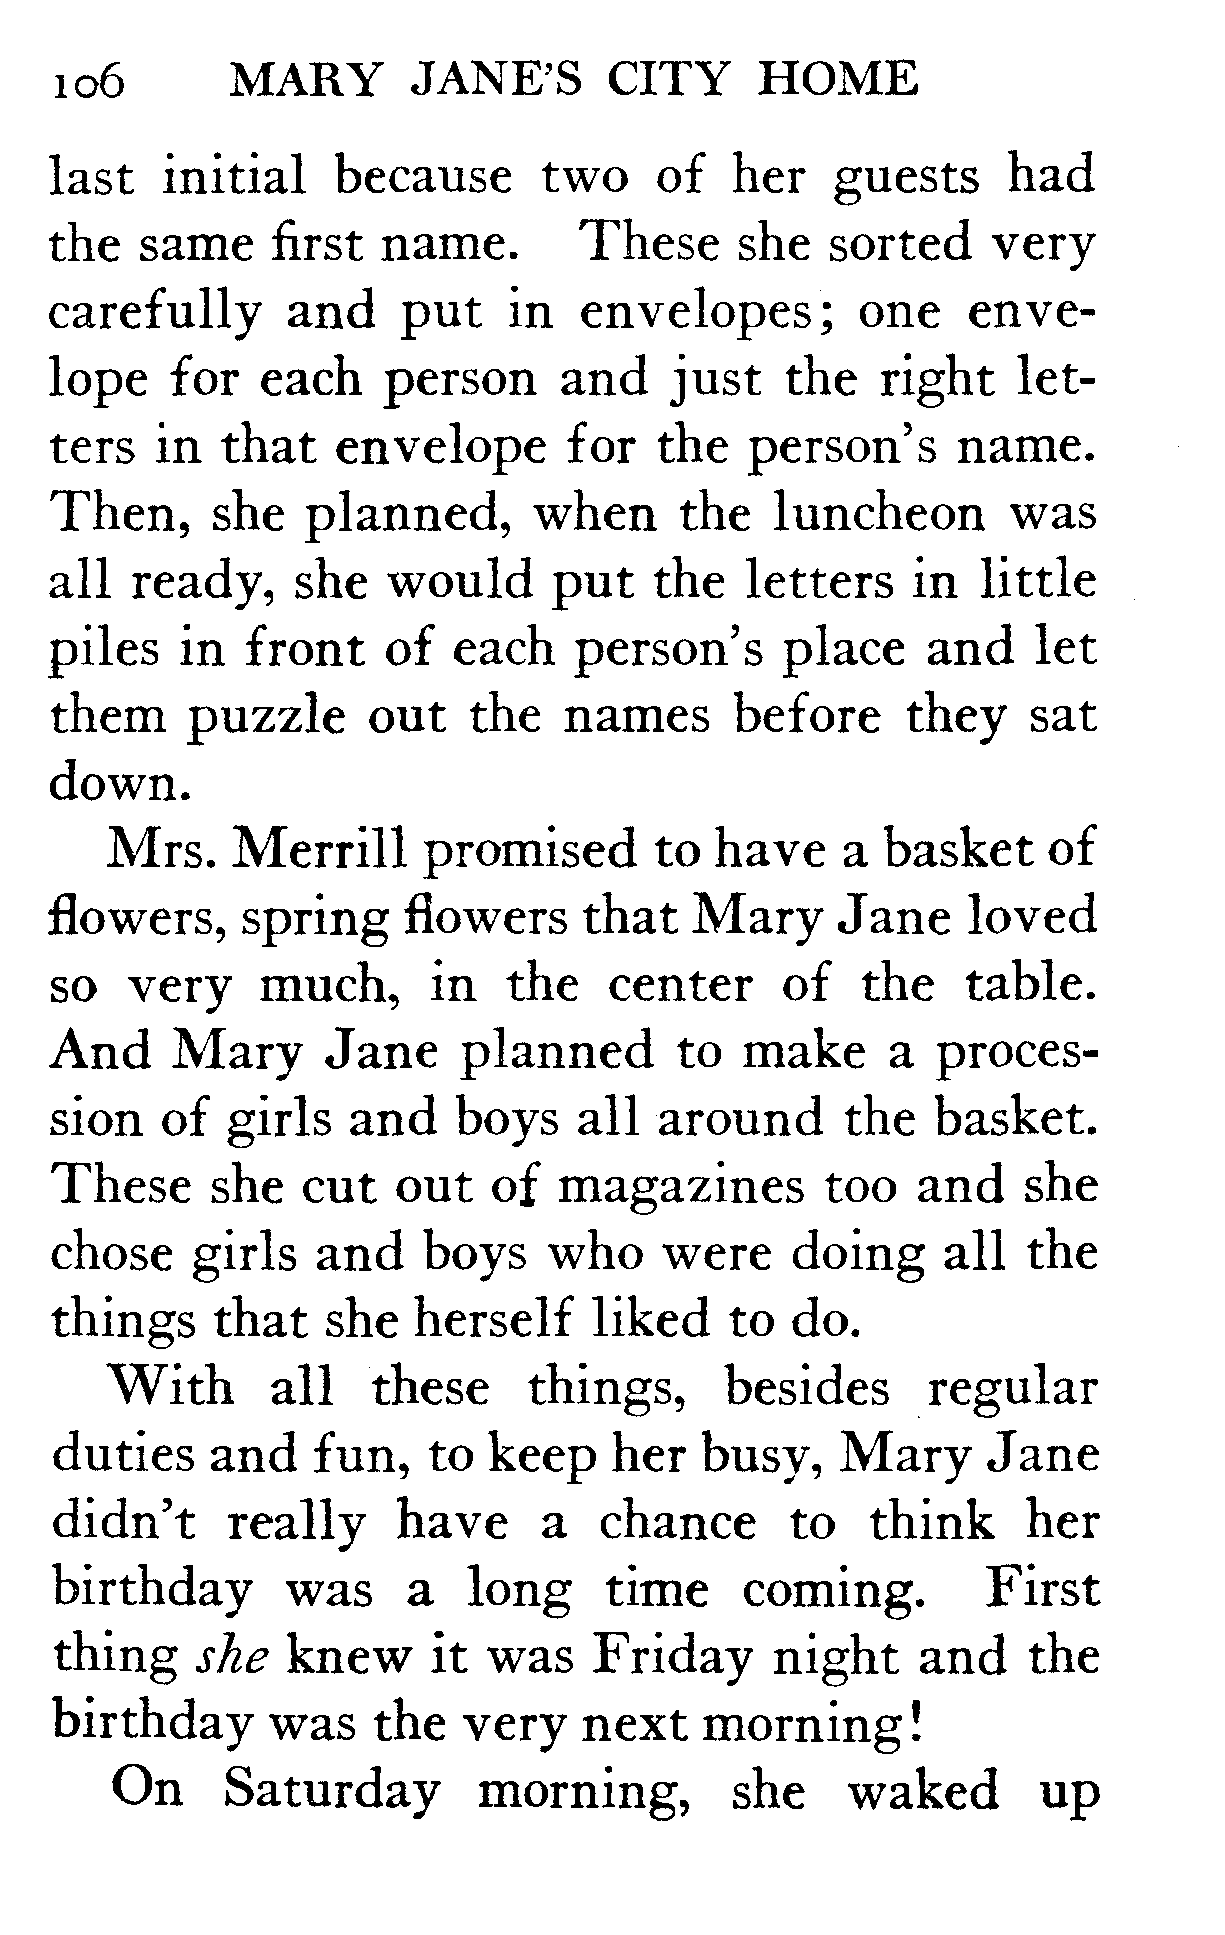 106 MARY JANE'S CITY HOME
last initial because two of her guests had
the same first name. These she sorted very
carefully and put in envelopes; one enve-
lope for each person and just the right let-
ters in that envelope for the person's name.
Then, she planned, when the luncheon was
all ready, she would put the letters in little
piles in front of each person's place and let
them puzzle out the names before they sat
down.
Mrs. Merrill promised to have a basket of
flowers, spring flowers that Mary Jane loved
so very much, in the center of the table.
And Mary Jane planned to make a proces-
sion of girls and boys all around the basket.
These she cut out of magazines too and she
chose girls and boys who were doing all the
things that she herself liked to do.
With all these things, besides regular
duties and fun, to keep her busy, Mary Jane
didn't really have a chance to think her
birthday was a long time coming. First
thing she knew it was Friday night and the
birthday was the very next morning!
On Saturday morning, she waked up